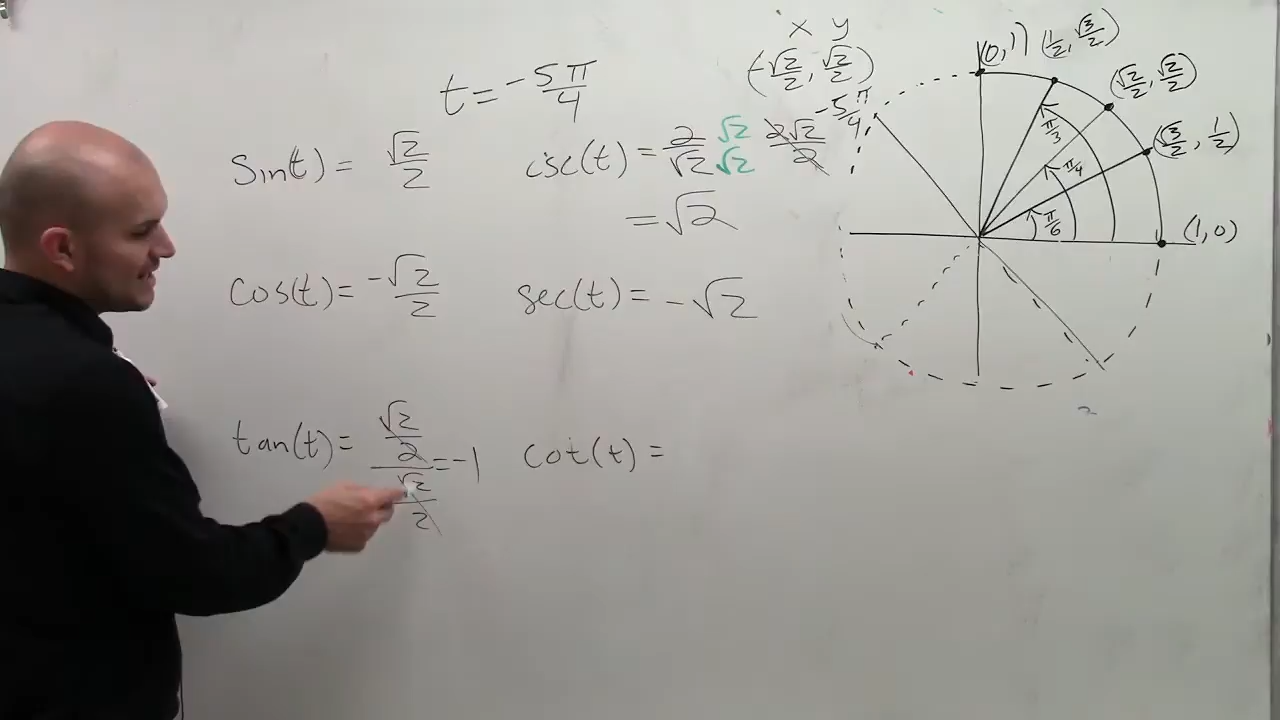 t = -5π/4
sin(t) = √2/2
csc(t) = 2/√2 √2/√2 2√2/2
= √2
cos(t) = -√2/2
sec(t) = -√2
tan(t) = √2/2 / √2/2 = -1
cot(t) =
x y
(-√2/2, √2/2)
-5π/4
(0, 1)
(1/2, √3/2)
(√2/2, √2/2)
(√3/2, 1/2)
(1, 0)
π/3
π/4
π/6